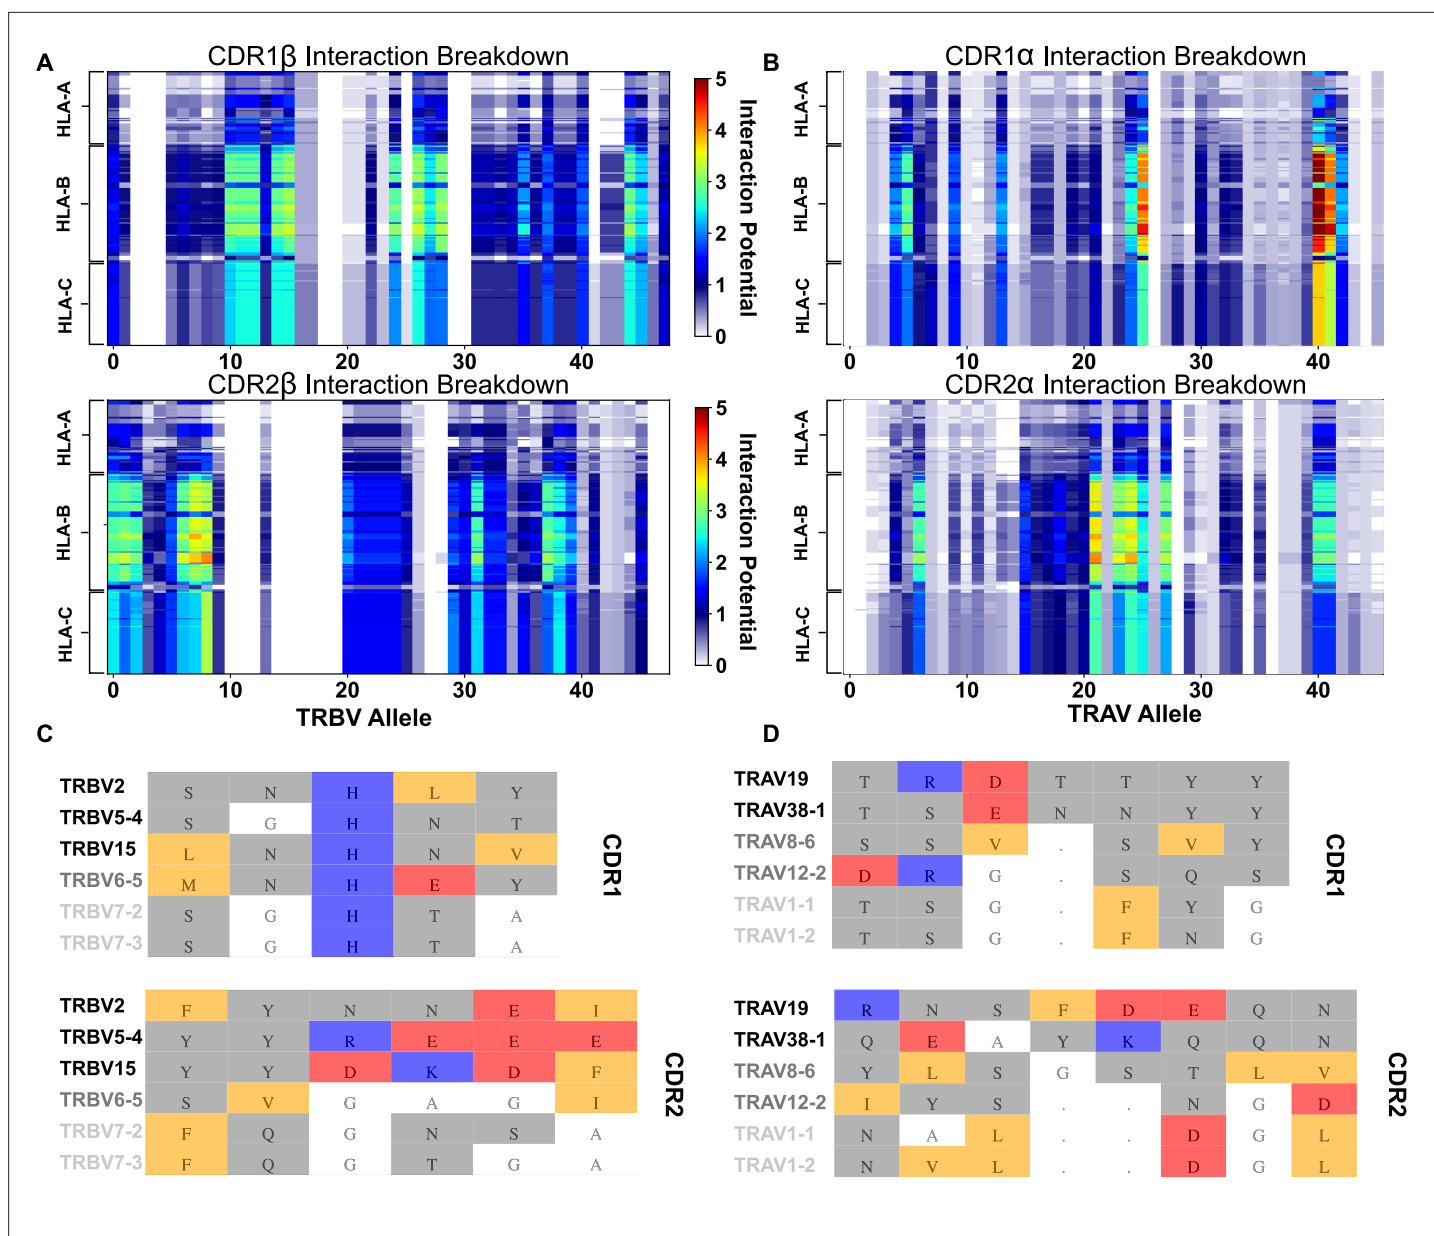 A
CDR1β Interaction Breakdown
HLA-A
HLA-B
HLA-C
0 10 20 30 40
5
4
3
2
1
0
Interaction Potential
B
CDR1α Interaction Breakdown
HLA-A
HLA-B
HLA-C
0 10 20 30 40
CDR2β Interaction Breakdown
HLA-A
HLA-B
HLA-C
0 10 20 30 40
TRBV Allele
5
4
3
2
1
0
Interaction Potential
CDR2α Interaction Breakdown
HLA-A
HLA-B
HLA-C
0 10 20 30 40
TRAV Allele
C
TRBV2 S N H L Y
TRBV5-4 S G H N T
TRBV15 L N H N V
TRBV6-5 M N H E Y
TRBV7-2 S G H T A
TRBV7-3 S G H T A
CDR1
TRBV2 F Y N N E I
TRBV5-4 Y Y R E E E
TRBV15 Y Y D K D F
TRBV6-5 S V G A G I
TRBV7-2 F Q G N S A
TRBV7-3 F Q G T G A
CDR2
D
TRAV19 T R D T T Y Y
TRAV38-1 T S E N N Y Y
TRAV8-6 S S V . S V Y
TRAV12-2 D R G . S Q S
TRAV1-1 T S G . F Y G
TRAV1-2 T S G . F N G
CDR1
TRAV19 R N S F D E Q N
TRAV38-1 Q E A Y K Q Q N
TRAV8-6 Y L S G S T L V
TRAV12-2 I Y S . . N G D
TRAV1-1 N A L . . D G L
TRAV1-2 N V L . . D G L
CDR2